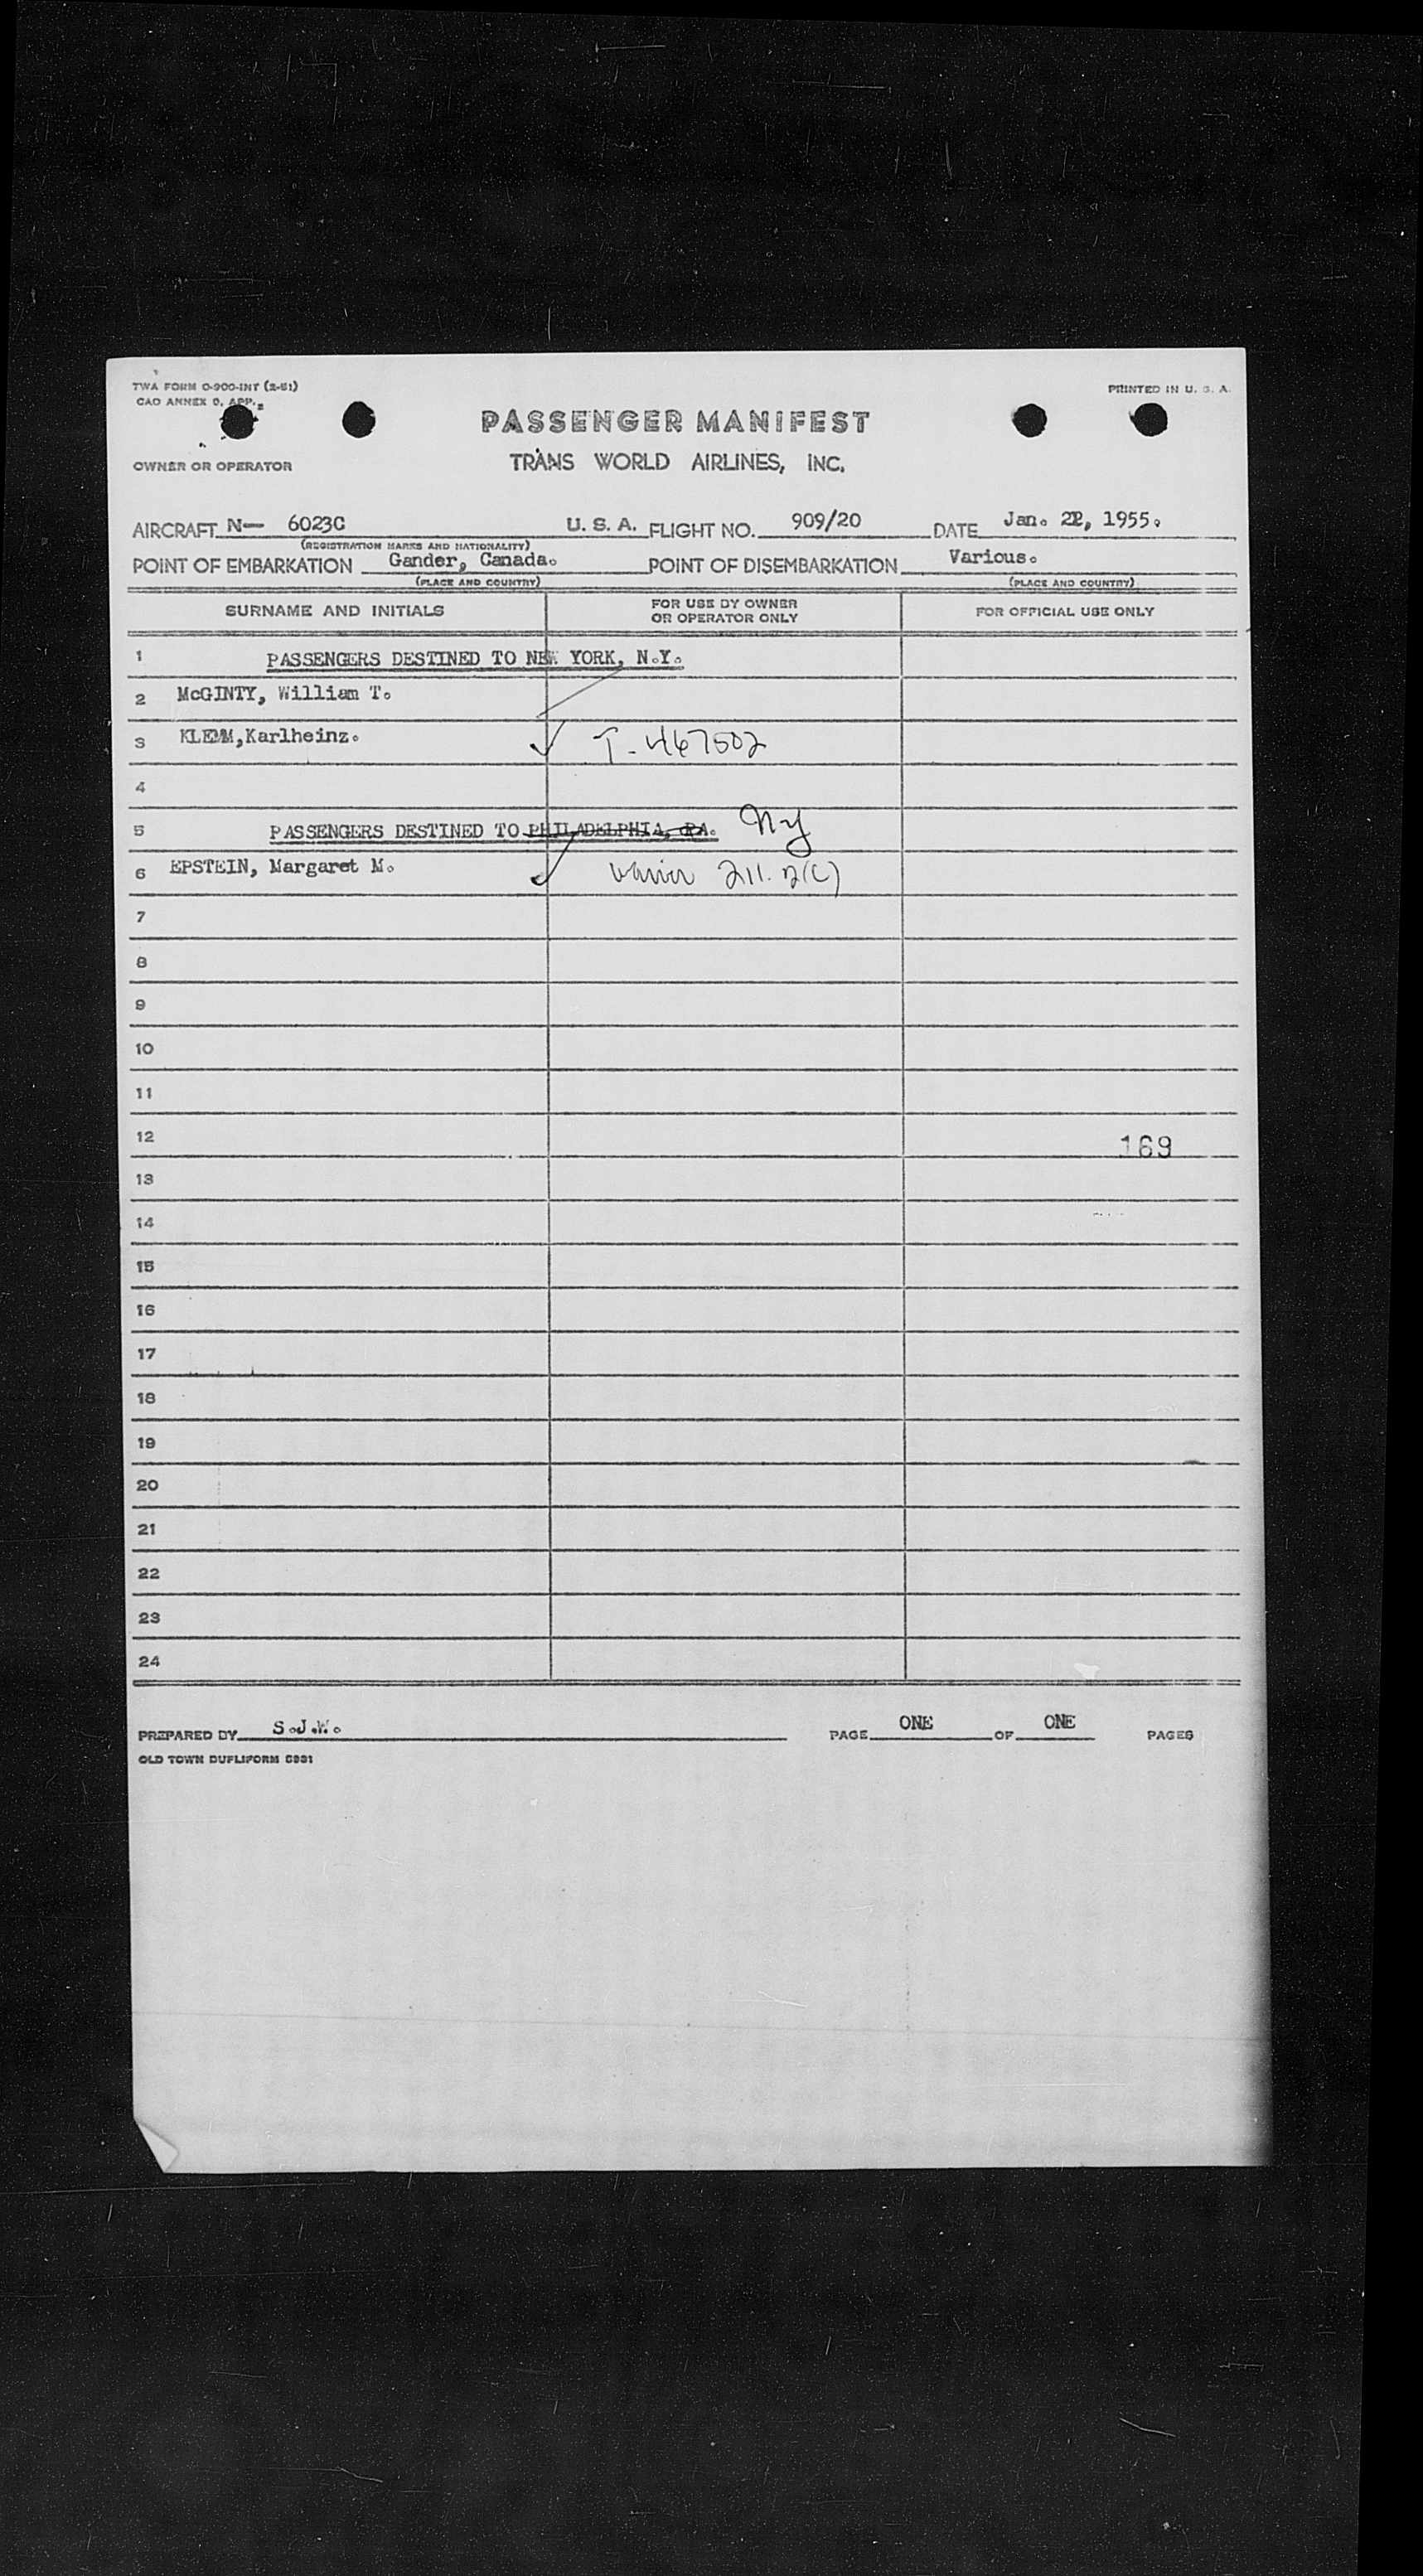 TWA FORM O-900-INT (2-51)
PRINTED IN U. S. A.
CAO ANNEX 9, APP. 2
PASSENGER MANIFEST
OWNER OR OPERATOR
TRANS WORLD AIRLINES, INC.
AIRCRAFT N- 6023C U. S. A. FLIGHT NO. 909/20 DATE Jan. 22, 1955.
(REGISTRATION MARKS AND NATIONALITY)
POINT OF EMBARKATION Gander, Canada. POINT OF DISEMBARKATION Various.
(PLACE AND COUNTRY) (PLACE AND COUNTRY)
SURNAME AND INITIALS FOR USE BY OWNER OR OPERATOR ONLY FOR OFFICIAL USE ONLY
1 PASSENGERS DESTINED TO NEW YORK, N.Y.
2 McGINTY, William T.
3 KLEMM,Karlheinz. T-467502
4
5 PASSENGERS DESTINED TO PHILADELPHIA, PA. NY
6 EPSTEIN, Margaret M. waiver 211.2(c)
7
8
9
10
11
12 169
13
14
15
16
17
18
19
20
21
22
23
24
PREPARED BY S.J.W. PAGE ONE OF ONE PAGES
OLD TOWN DUPLIFORM